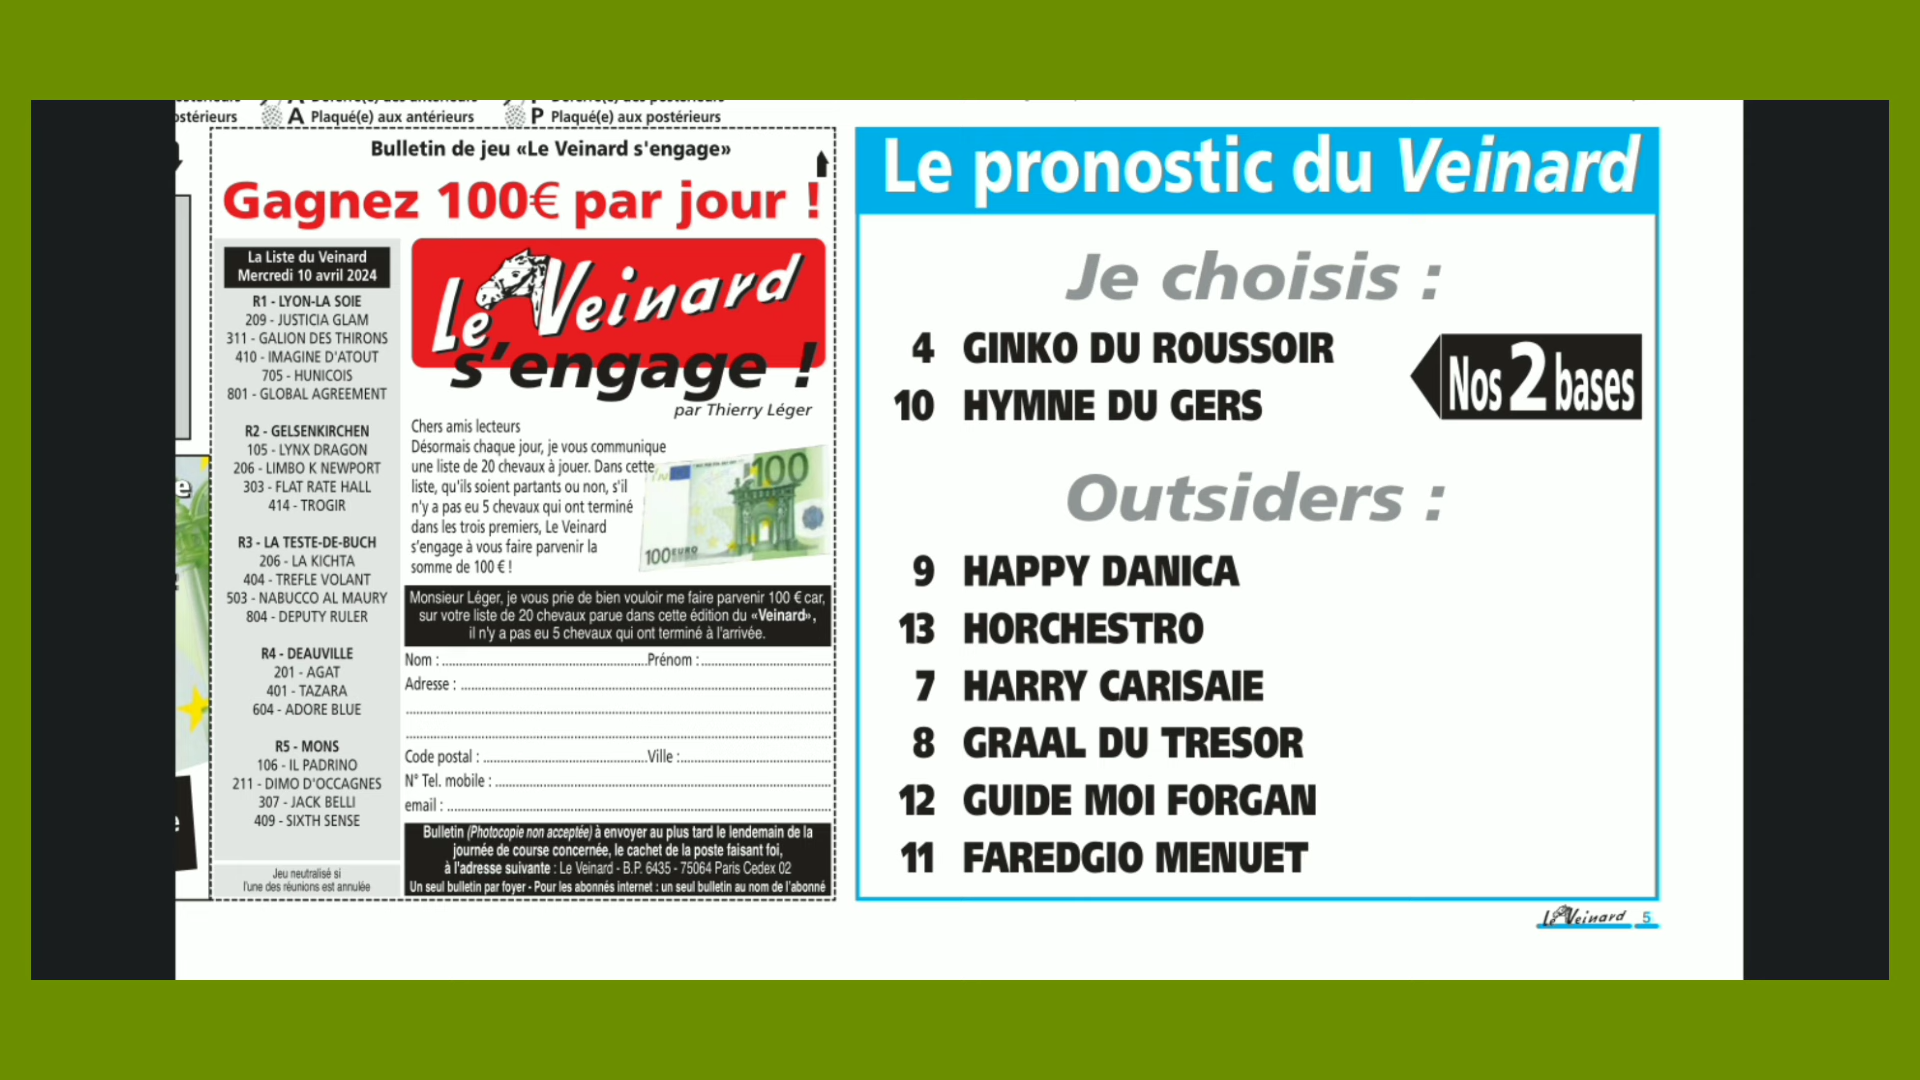 ostérieurs A Plaqué(e) aux antérieurs P Plaqué(e) aux postérieurs
Bulletin de jeu «Le Veinard s'engage»
Gagnez 100€ par jour !
La Liste du Veinard
Mercredi 10 avril 2024
R1 - LYON-LA SOIE
209 - JUSTICIA GLAM
311 - GALION DES THIRONS
410 - IMAGINE D'ATOUT
705 - HUNICOIS
801 - GLOBAL AGREEMENT
R2 - GELSENKIRCHEN
105 - LYNX DRAGON
206 - LIMBO K NEWPORT
303 - FLAT RATE HALL
414 - TROGIR
R3 - LA TESTE-DE-BUCH
206 - LA KICHTA
404 - TREFLE VOLANT
503 - NABUCCO AL MAURY
804 - DEPUTY RULER
R4 - DEAUVILLE
201 - AGAT
401 - TAZARA
604 - ADORE BLUE
R5 - MONS
106 - IL PADRINO
211 - DIMO D'OCCAGNES
307 - JACK BELLI
409 - SIXTH SENSE
Jeu neutralisé si
l'une des réunions est annulée
Le Veinard
s'engage !
par Thierry Léger
Chers amis lecteurs
Désormais chaque jour, je vous communique
une liste de 20 chevaux à jouer. Dans cette
liste, qu'ils soient partants ou non, s'il
n'y a pas eu 5 chevaux qui ont terminé
dans les trois premiers, Le Veinard
s'engage à vous faire parvenir la
somme de 100 € !
100
100 EURO
Monsieur Léger, je vous prie de bien vouloir me faire parvenir 100 € car,
sur votre liste de 20 chevaux parue dans cette édition du «Veinard»,
il n'y a pas eu 5 chevaux qui ont terminé à l'arrivée.
Nom : Prénom :
Adresse :
Code postal : Ville :
N° Tel. mobile :
email :
Bulletin (Photocopie non acceptée) à envoyer au plus tard le lendemain de la
journée de course concernée, le cachet de la poste faisant foi,
à l'adresse suivante : Le Veinard - B.P. 6435 - 75064 Paris Cedex 02
Un seul bulletin par foyer - Pour les abonnés internet : un seul bulletin au nom de l'abonné
Le pronostic du Veinard
Je choisis :
4 GINKO DU ROUSSOIR
10 HYMNE DU GERS
Nos 2 bases
Outsiders :
9 HAPPY DANICA
13 HORCHESTRO
7 HARRY CARISAIE
8 GRAAL DU TRESOR
12 GUIDE MOI FORGAN
11 FAREDGIO MENUET
Le Veinard 5